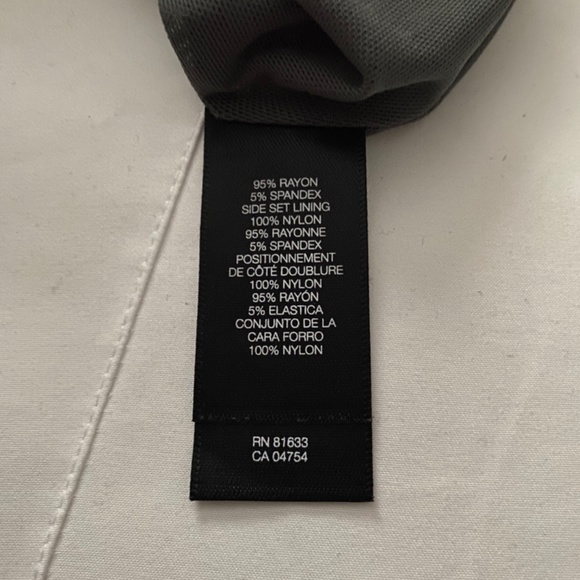 95% RAYON
5% SPANDEX
SIDE SET LINING
100% NYLON
95% RAYONNE
5% SPANDEX
POSITIONNEMENT
DE CÔTÉ DOUBLURE
100% NYLON
95% RAYÓN
5% ELASTICA
CONJUNTO DE LA
CARA FORRO
100% NYLON
RN 81633
CA 04754